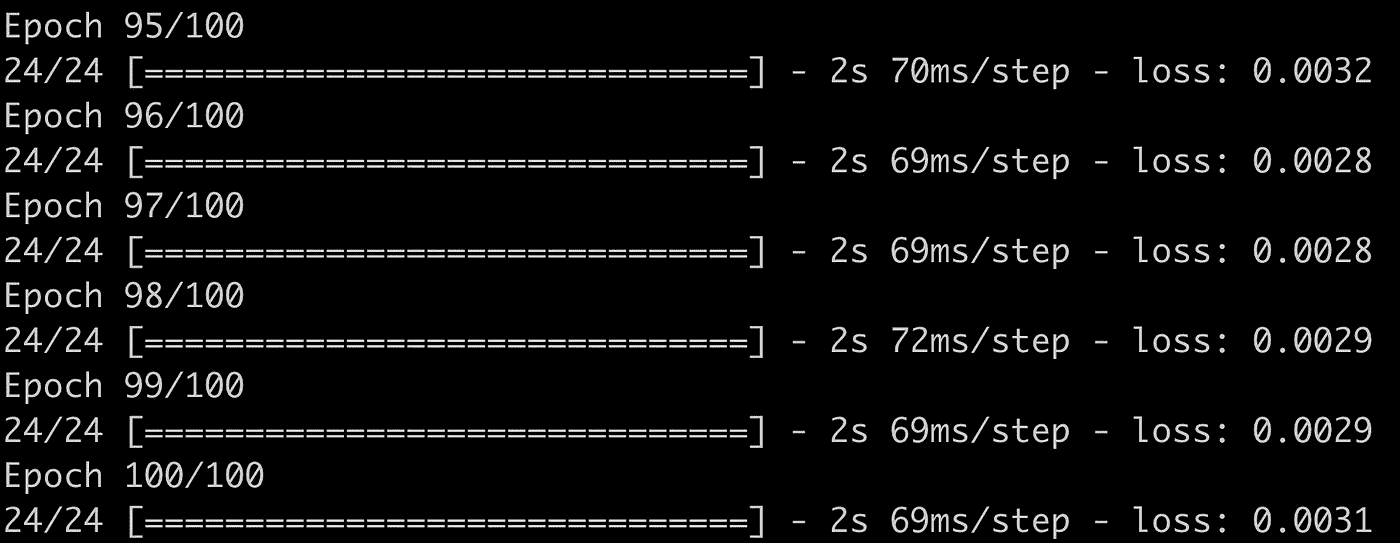 Epoch 95/100
24/24 [==============================] - 2s 70ms/step - loss: 0.0032
Epoch 96/100
24/24 [==============================] - 2s 69ms/step - loss: 0.0028
Epoch 97/100
24/24 [==============================] - 2s 69ms/step - loss: 0.0028
Epoch 98/100
24/24 [==============================] - 2s 72ms/step - loss: 0.0029
Epoch 99/100
24/24 [==============================] - 2s 69ms/step - loss: 0.0029
Epoch 100/100
24/24 [==============================] - 2s 69ms/step - loss: 0.0031